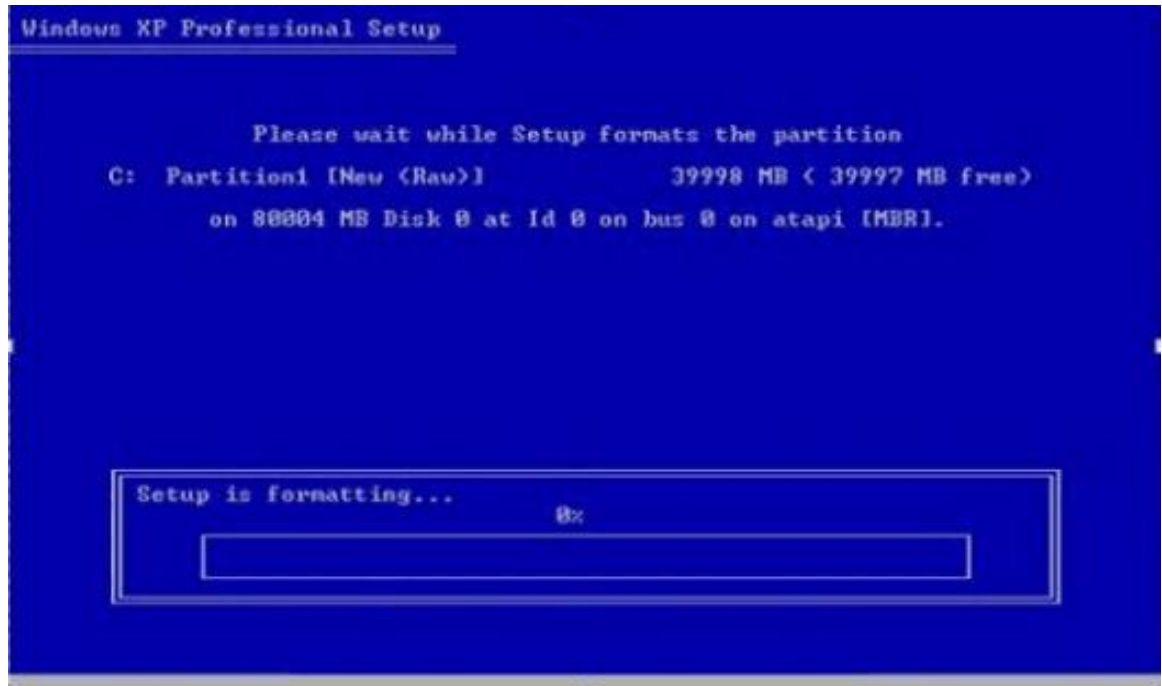 Windows XP Professional Setup
Please wait while Setup formats the partition
C: Partition1 [New (Raw)] 39998 MB ( 39997 MB free)
on 80004 MB Disk 0 at Id 0 on bus 0 on atapi [MBR].
Setup is formatting...
0%